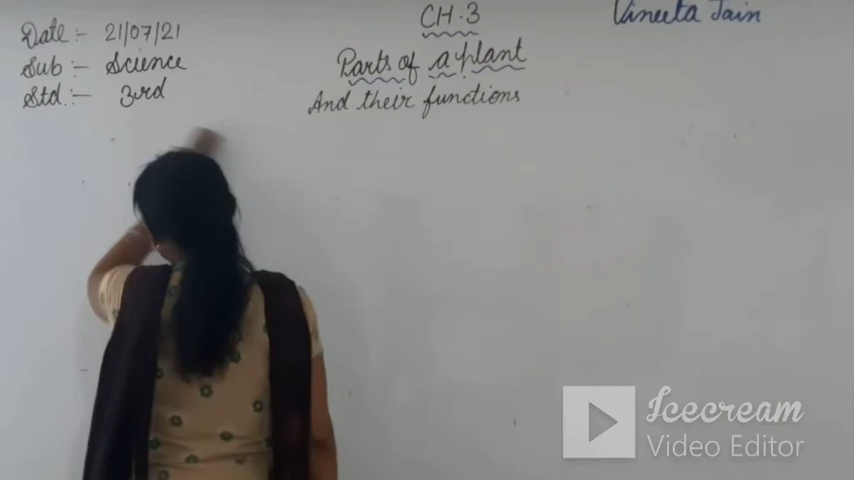 Date :- 21/07/21
Sub :- Science
Std :- 3rd
CH.3
Parts of a plant
And their functions
Vineeta Jain
Icecream
Video Editor